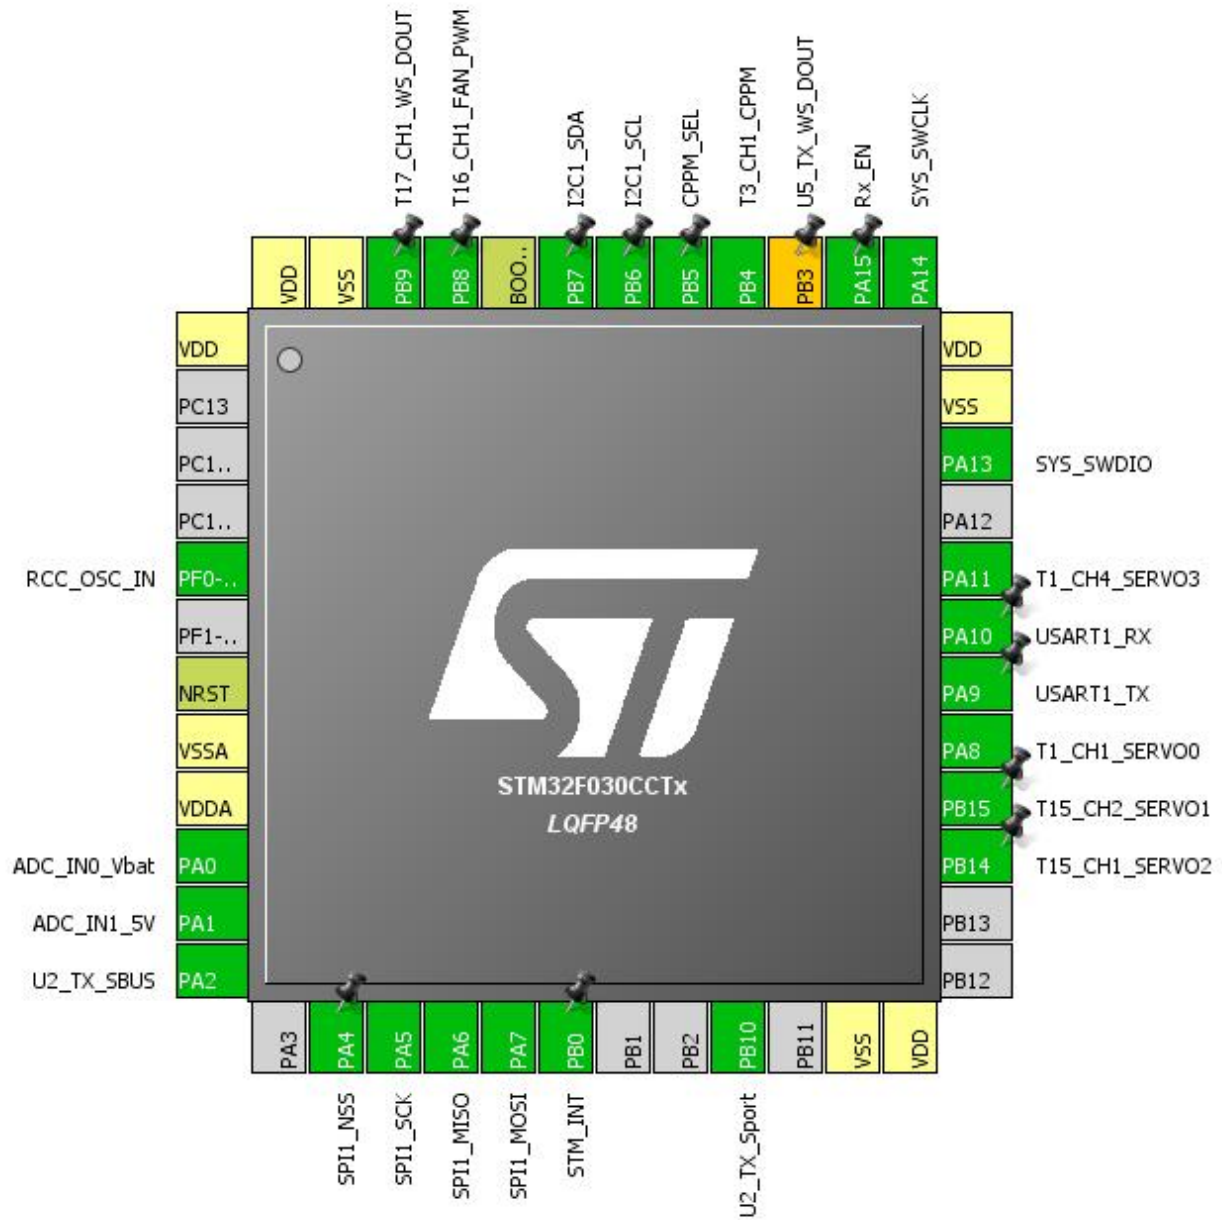 T17_CH1_WS_DOUT
T16_CH1_FAN_PWM
I2C1_SDA
I2C1_SCL
CPPM_SEL
T3_CH1_CPPM
U5_TX_WS_DOUT
Rx_EN
SYS_SWCLK
VDD
VSS
PB9
PB8
BOO..
PB7
PB6
PB5
PB4
PB3
PA15
PA14
VDD
PC13
PC1..
PC1..
RCC_OSC_IN PF0-..
PF1-..
NRST
VSSA
VDDA
ADC_IN0_Vbat PA0
ADC_IN1_5V PA1
U2_TX_SBUS PA2
ST
STM32F030CCTx
LQFP48
VDD
VSS
PA13 SYS_SWDIO
PA12
PA11 T1_CH4_SERVO3
PA10 USART1_RX
PA9 USART1_TX
PA8 T1_CH1_SERVO0
PB15 T15_CH2_SERVO1
PB14 T15_CH1_SERVO2
PB13
PB12
PA3
PA4
PA5
PA6
PA7
PB0
PB1
PB2
PB10
PB11
VSS
VDD
SPI1_NSS
SPI1_SCK
SPI1_MISO
SPI1_MOSI
STM_INT
U2_TX_Sport